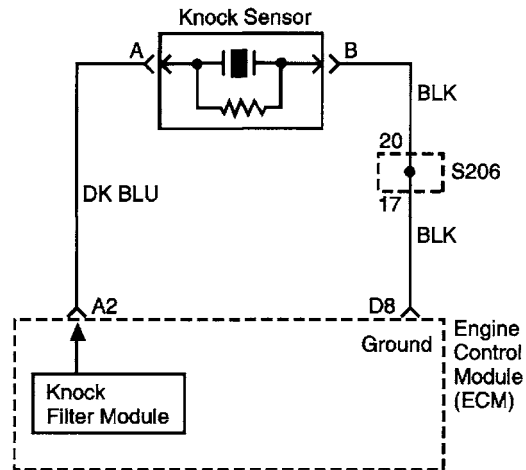 Knock Sensor
A
B
BLK
20
S206
17
DK BLU
BLK
A2
D8
Ground
Engine
Control
Module
(ECM)
Knock
Filter Module